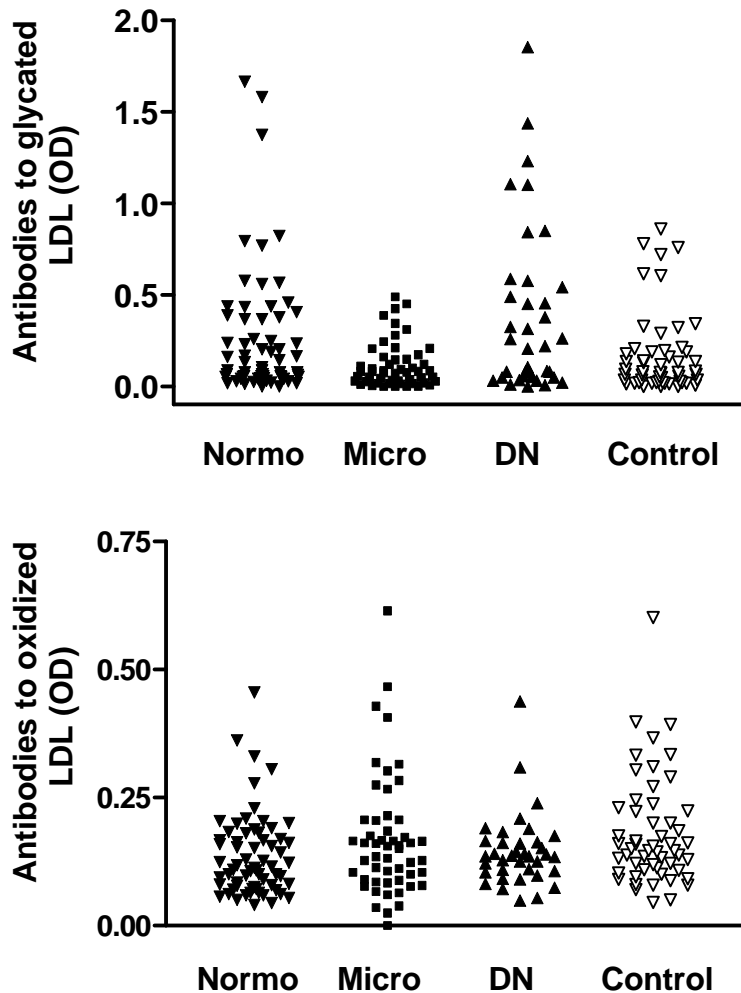 Antibodies to glycated
LDL (OD)
2.0
1.5
1.0
0.5
0.0
Normo Micro DN Control
Antibodies to oxidized
LDL (OD)
0.75
0.50
0.25
0.00
Normo Micro DN Control